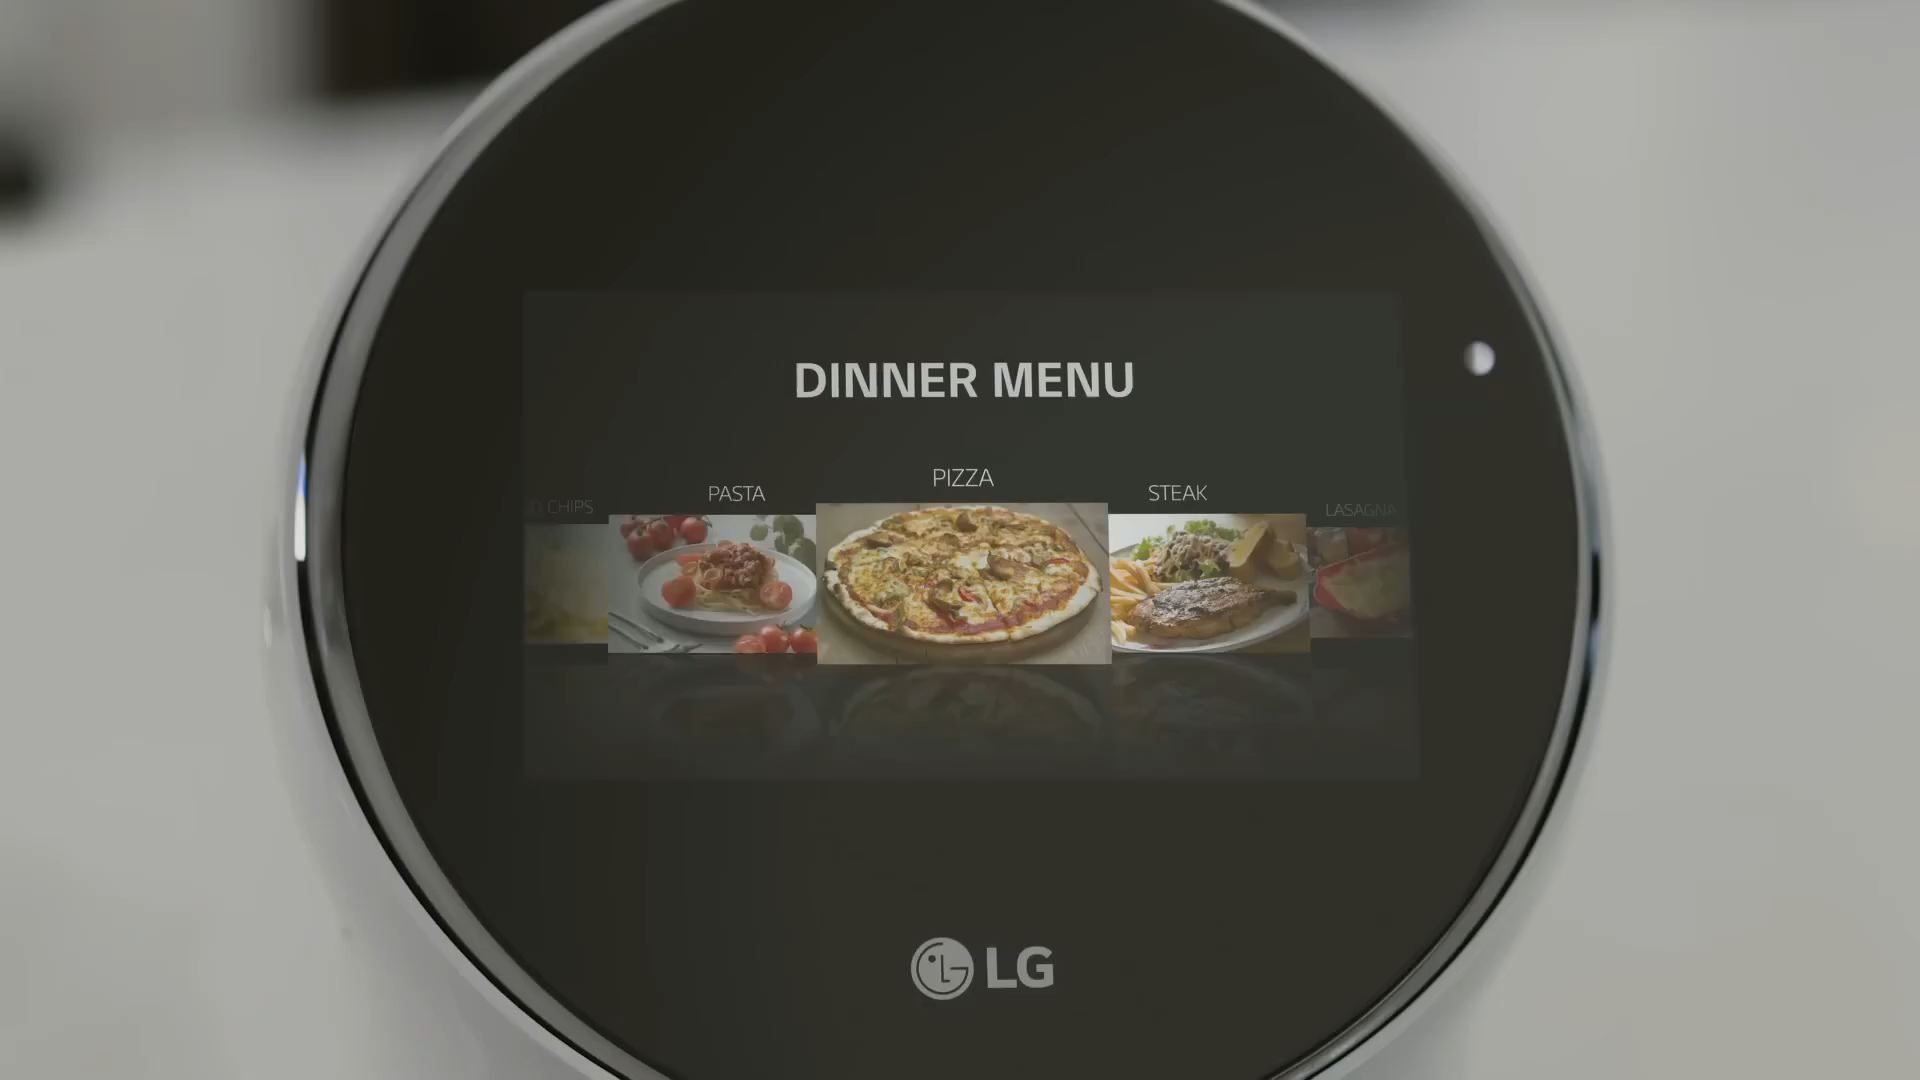 DINNER MENU
CHIPS
PASTA
PIZZA
STEAK
LASAGNA
LG